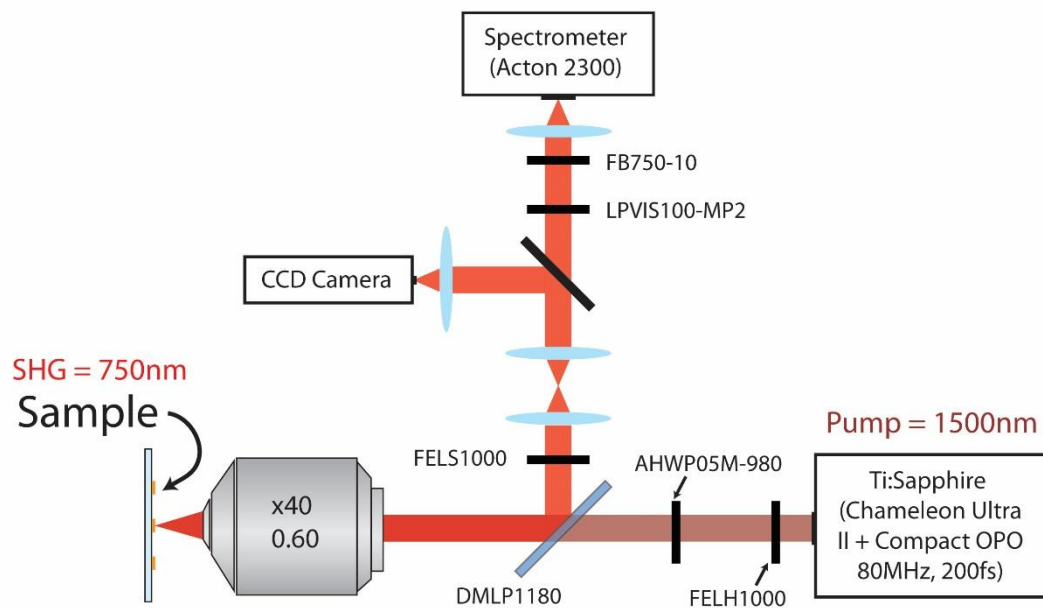 Spectrometer
(Acton 2300)
FB750-10
LPVIS100-MP2
CCD Camera
SHG = 750nm
Sample
FELS1000
AHWP05M-980
Pump = 1500nm
x40
0.60
Ti:Sapphire
(Chameleon Ultra
II + Compact OPO
80MHz, 200fs)
DMLP1180
FELH1000